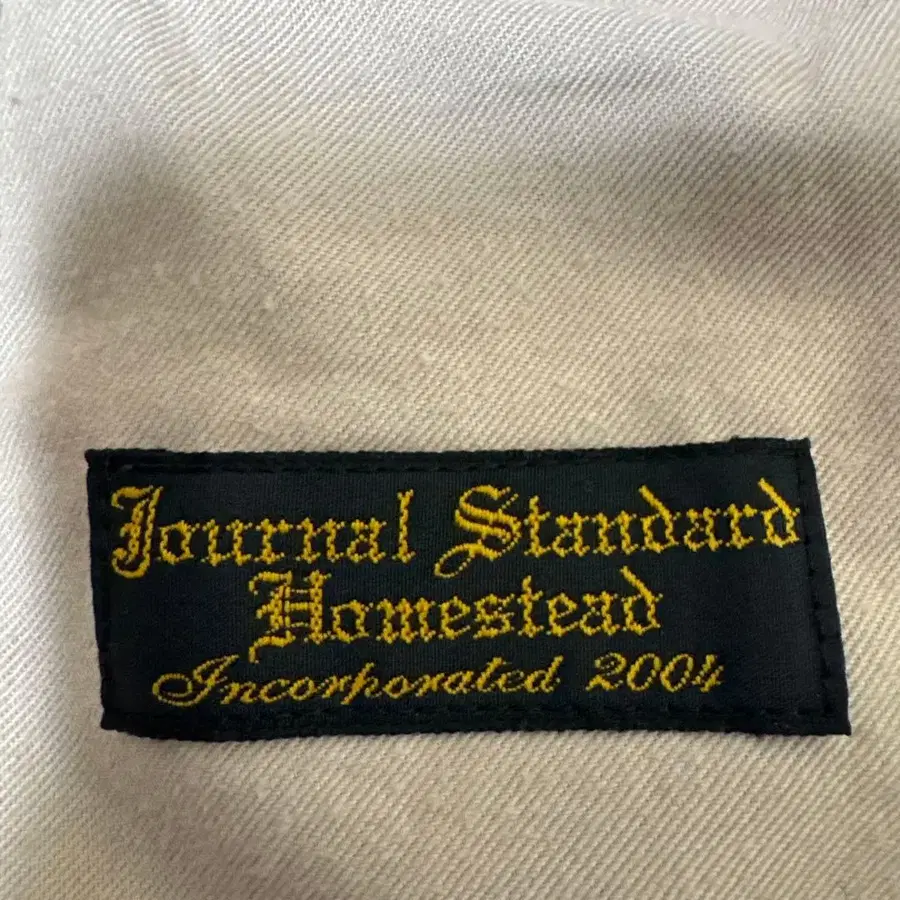 Journal Standard
Homestead
Incorporated 2004